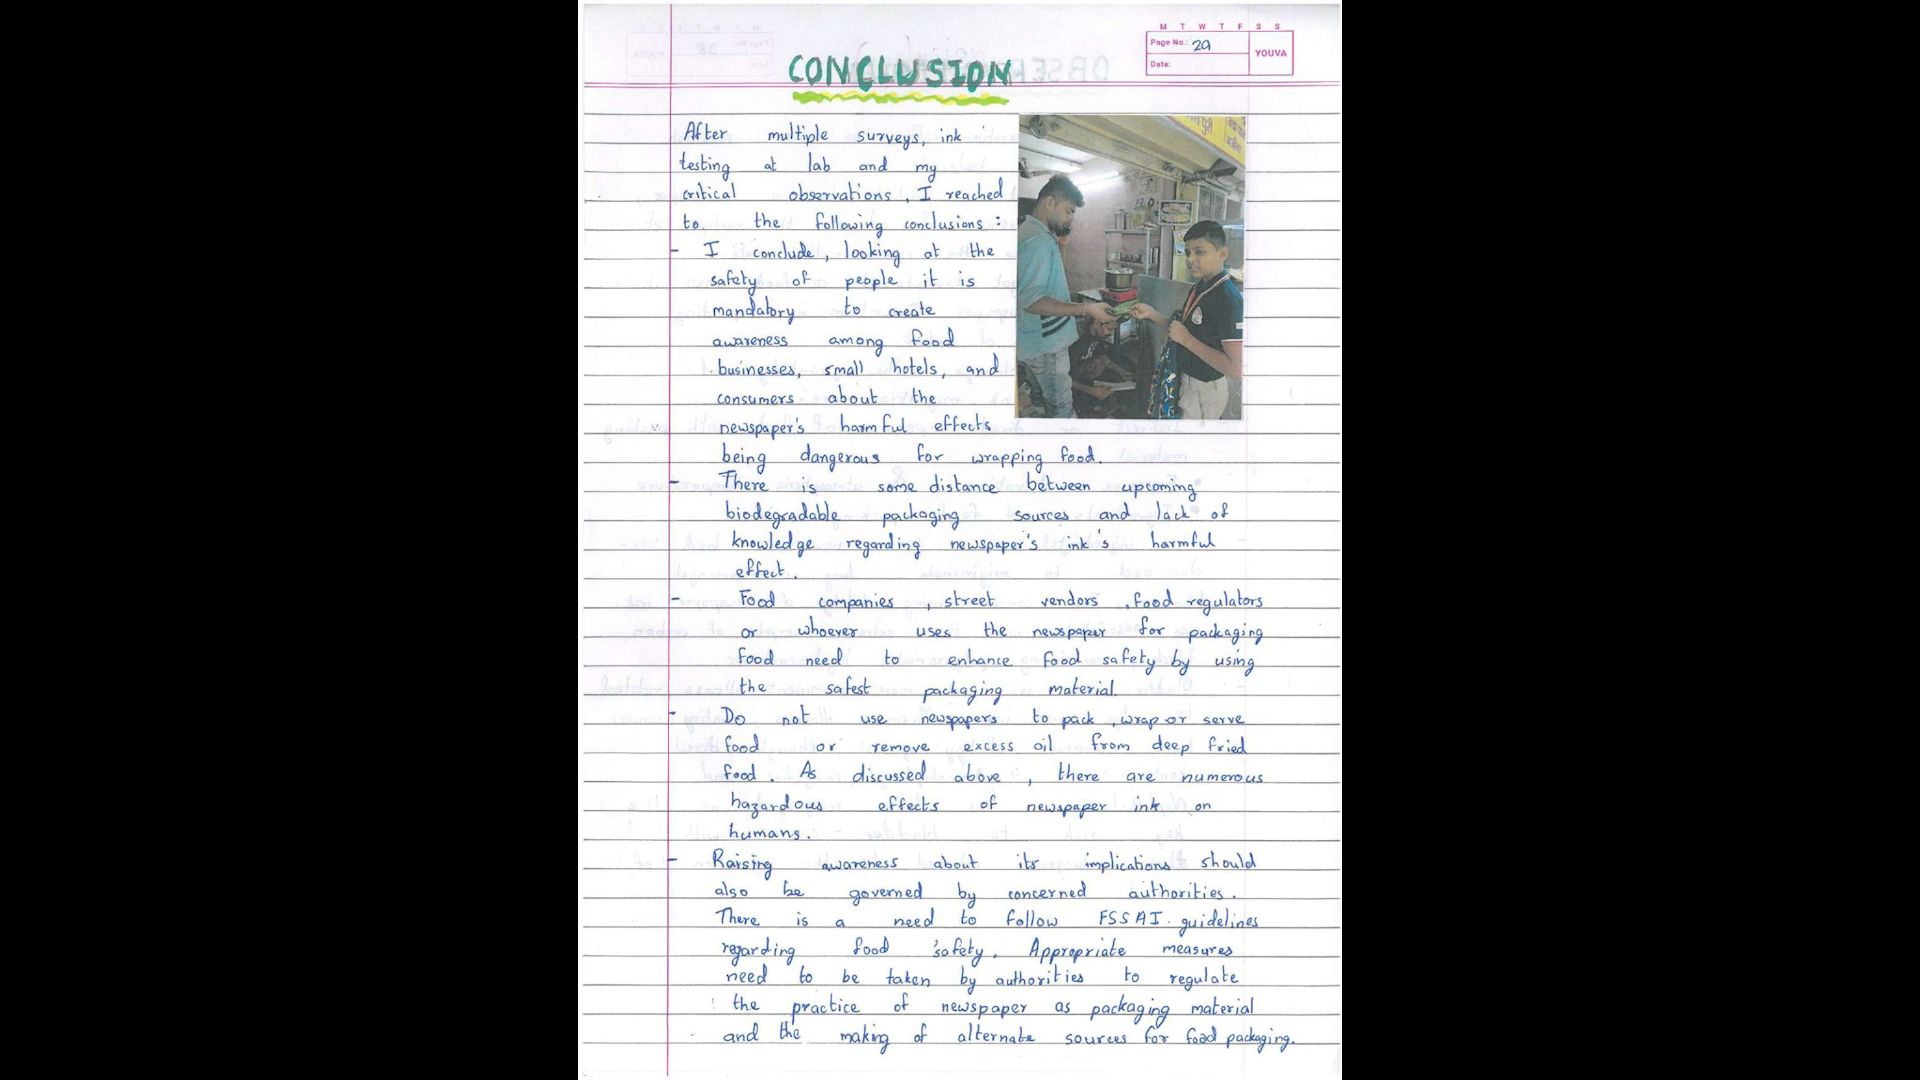 M T W T F S S
Page No.: 29
Date:
YOUVA
CONCLUSION
After multiple surveys, ink
testing at lab and my
critical observations, I reached
to the following conclusions :
- I conclude, looking at the
safety of people it is
mandatory to create
awareness among food
businesses, small hotels, and
consumers about the
newspaper's harmful effects
being dangerous for wrapping food.
- There is some distance between upcoming
biodegradable packaging sources and lack of
knowledge regarding newspaper's ink's harmful
effect.
- Food companies, street vendors, food regulators
or whoever uses the newspaper for packaging
food need to enhance food safety by using
the safest packaging material.
- Do not use newspapers to pack, wrap or serve
food or remove excess oil from deep fried
food. As discussed above, there are numerous
hazardous effects of newspaper ink on
humans.
- Raising awareness about its implications should
also be governed by concerned authorities.
There is a need to follow FSSAI guidelines
regarding food safety. Appropriate measures
need to be taken by authorities to regulate
the practice of newspaper as packaging material
and the making of alternate sources for food packaging.